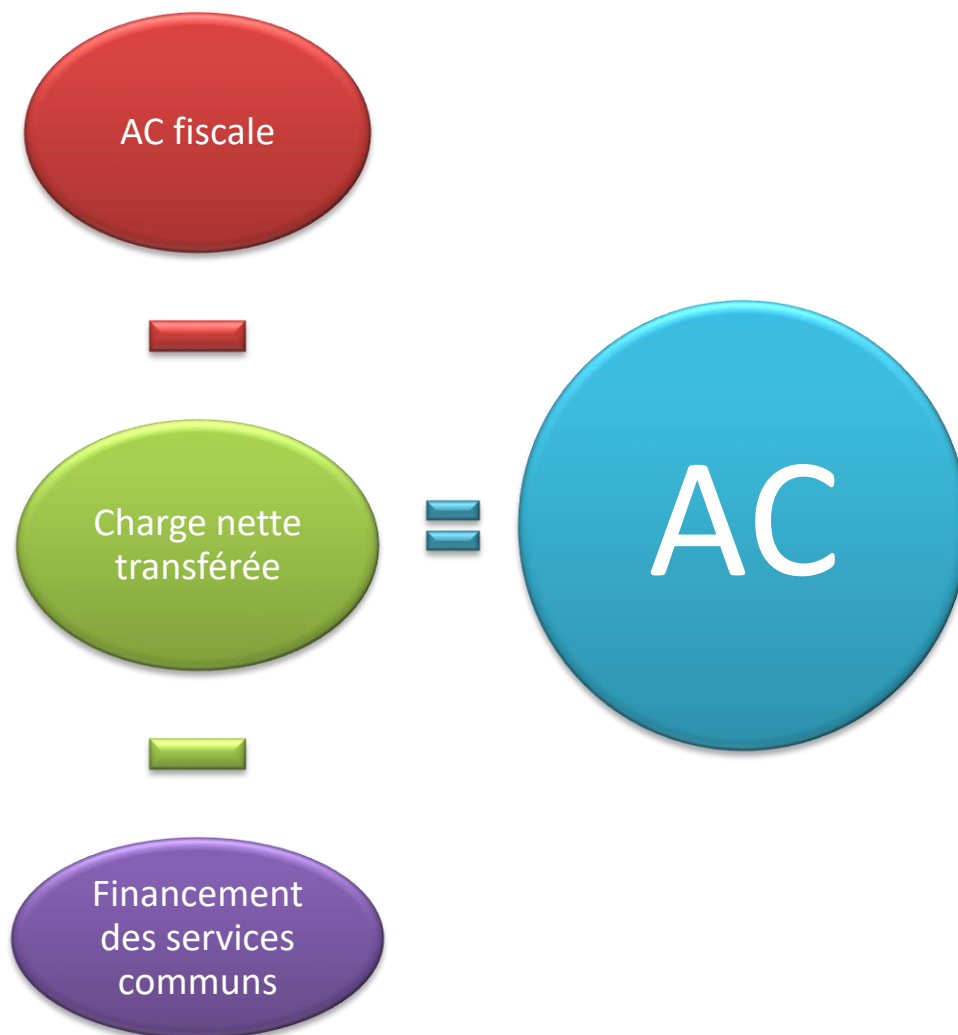 AC fiscale
Charge nette
transférée
AC
Financement
des services
communs